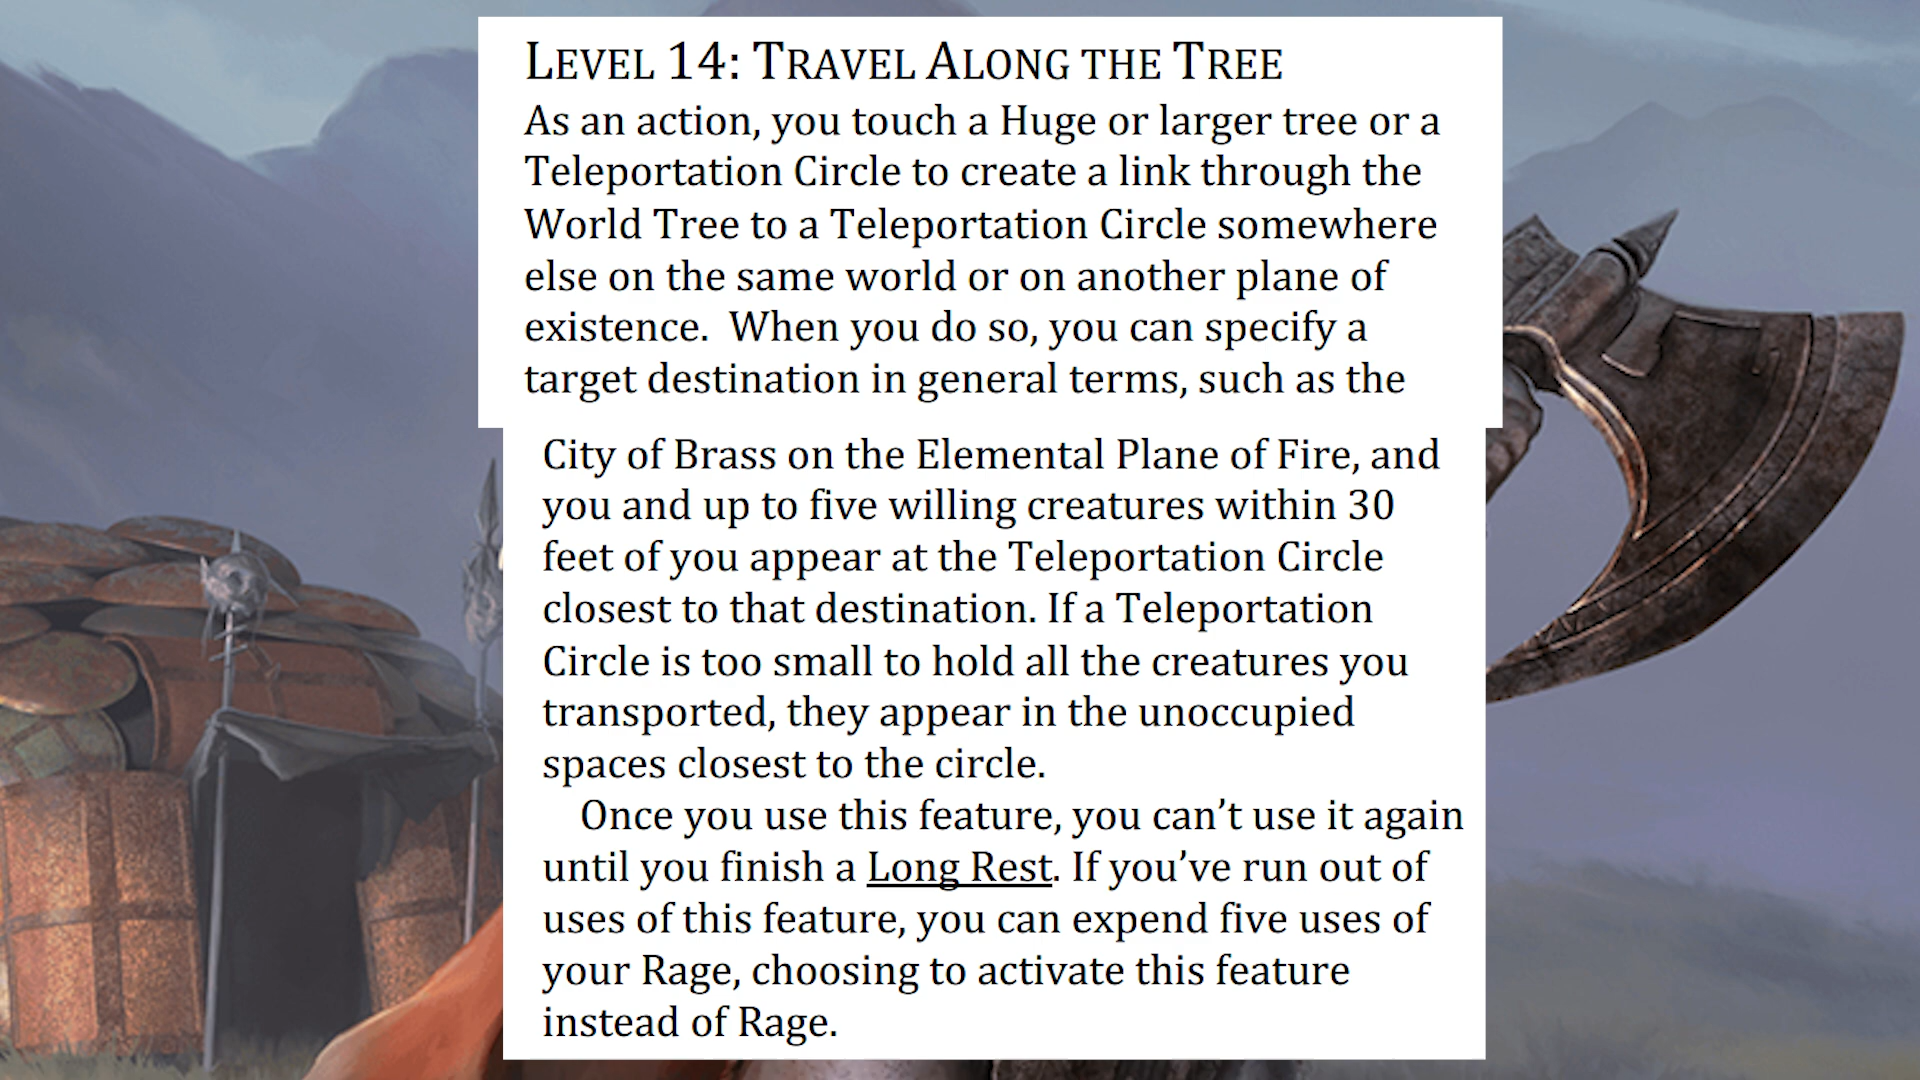 LEVEL 14: TRAVEL ALONG THE TREE
As an action, you touch a Huge or larger tree or a
Teleportation Circle to create a link through the
World Tree to a Teleportation Circle somewhere
else on the same world or on another plane of
existence.  When you do so, you can specify a
target destination in general terms, such as the
City of Brass on the Elemental Plane of Fire, and
you and up to five willing creatures within 30
feet of you appear at the Teleportation Circle
closest to that destination. If a Teleportation
Circle is too small to hold all the creatures you
transported, they appear in the unoccupied
spaces closest to the circle.
Once you use this feature, you can’t use it again
until you finish a Long Rest. If you’ve run out of
uses of this feature, you can expend five uses of
your Rage, choosing to activate this feature
instead of Rage.